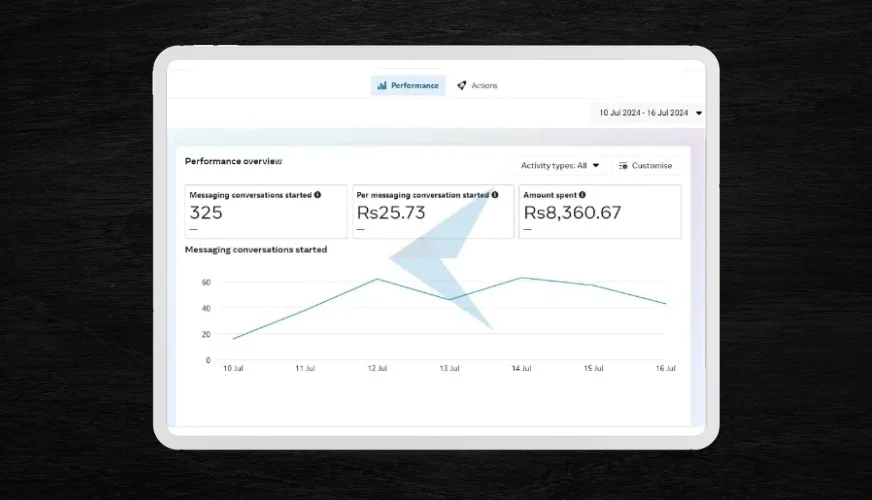 Performance Actions
10 Jul 2024 - 16 Jul 2024
Performance overview
Activity types: All Customise
Messaging conversations started Per messaging conversation started Amount spent
325 Rs25.73 Rs8,360.67
— — —
Messaging conversations started
60
40
20
0
10 Jul 11 Jul 12 Jul 13 Jul 14 Jul 15 Jul 16 Jul